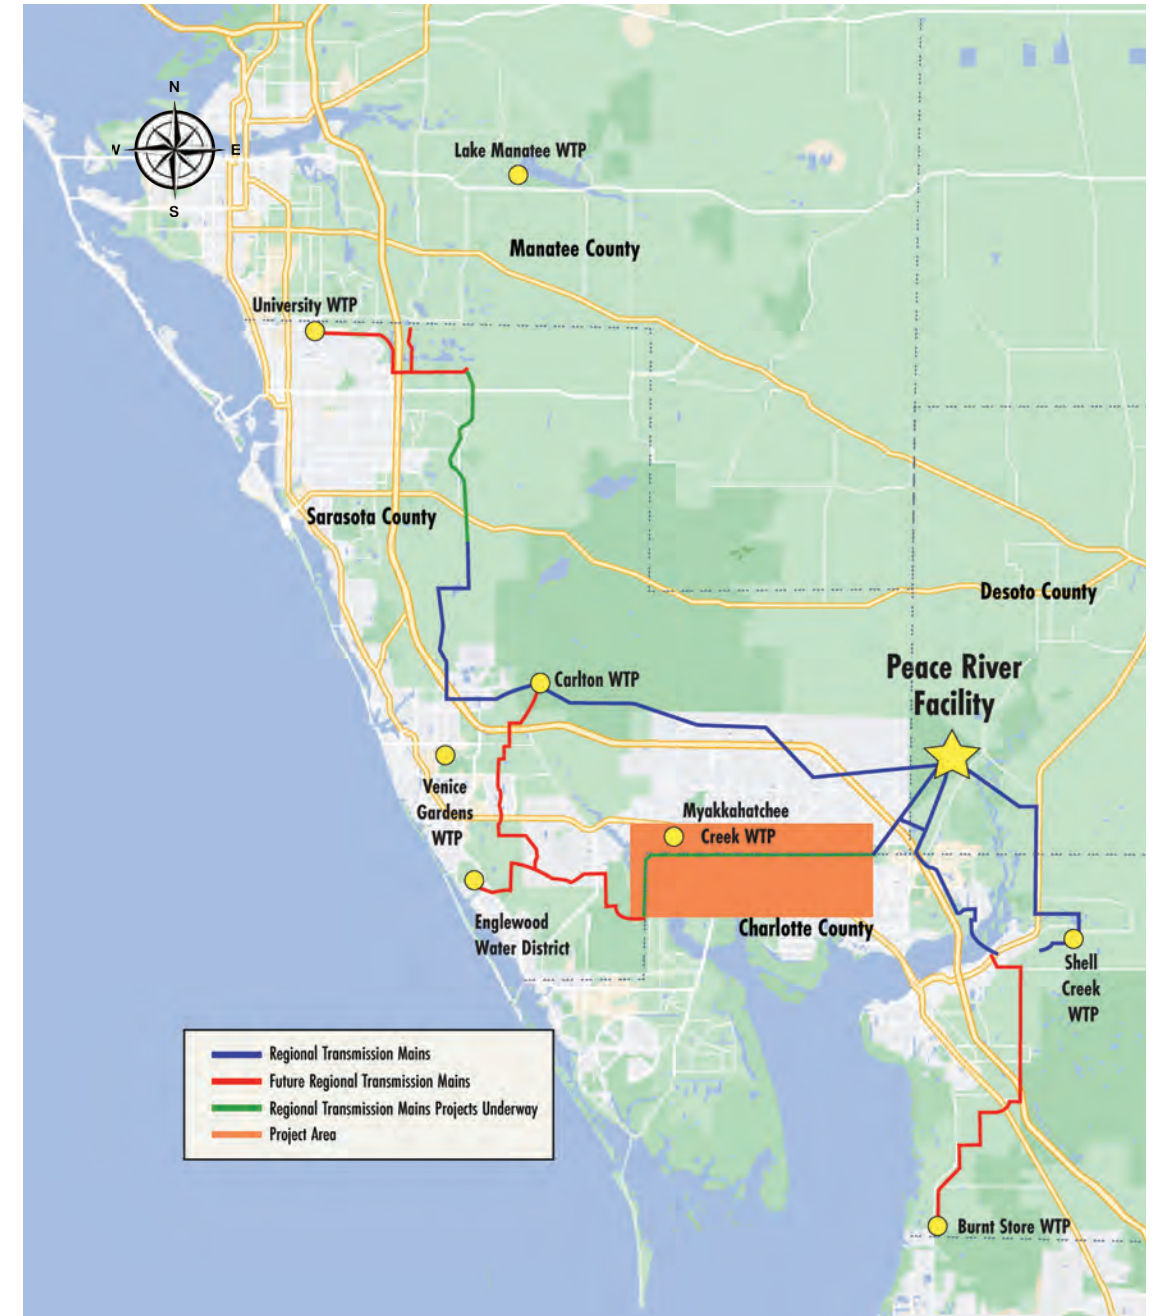 N
E
S
Lake Manatee WTP
Manatee County
University WTP
Sarasota County
Desoto County
Peace River
Facility
Carlton WTP
Venice
Gardens
WTP
Myakkahatchee
Creek WTP
Englewood
Water District
Charlotte County
Shell
Creek
WTP
Regional Transmission Mains
Future Regional Transmission Mains
Regional Transmission Mains Projects Underway
Project Area
Burnt Store WTP